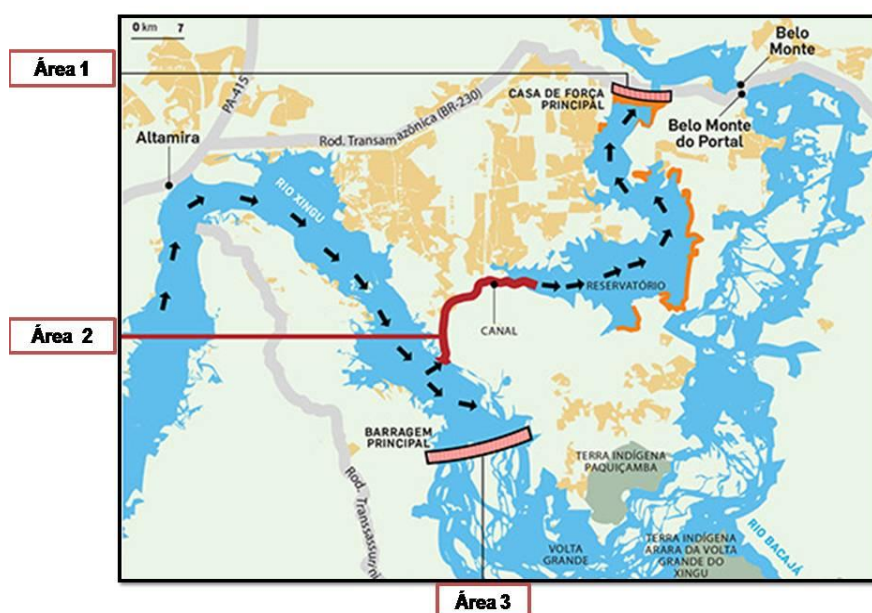 0 km 7
Área 1
PA-415
CASA DE FORÇA
PRINCIPAL
Belo
Monte
Altamira
Rod. Transamazônica (BR-230)
Belo Monte
do Portal
RIO XINGU
RESERVATÓRIO
Área 2
CANAL
BARRAGEM
PRINCIPAL
TERRA INDÍGENA
PAQUIÇAMBA
VOLTA
GRANDE
TERRA INDÍGENA
ARARA DA VOLTA
GRANDE DO
XINGU
RIO BACAJÁ
Área 3